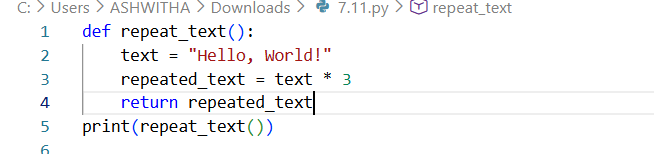 C: > Users > ASHWITHA > Downloads > 7.11.py > repeat_text
1 def repeat_text():
2     text = "Hello, World!"
3     repeated_text = text * 3
4     return repeated_text
5 print(repeat_text())
6